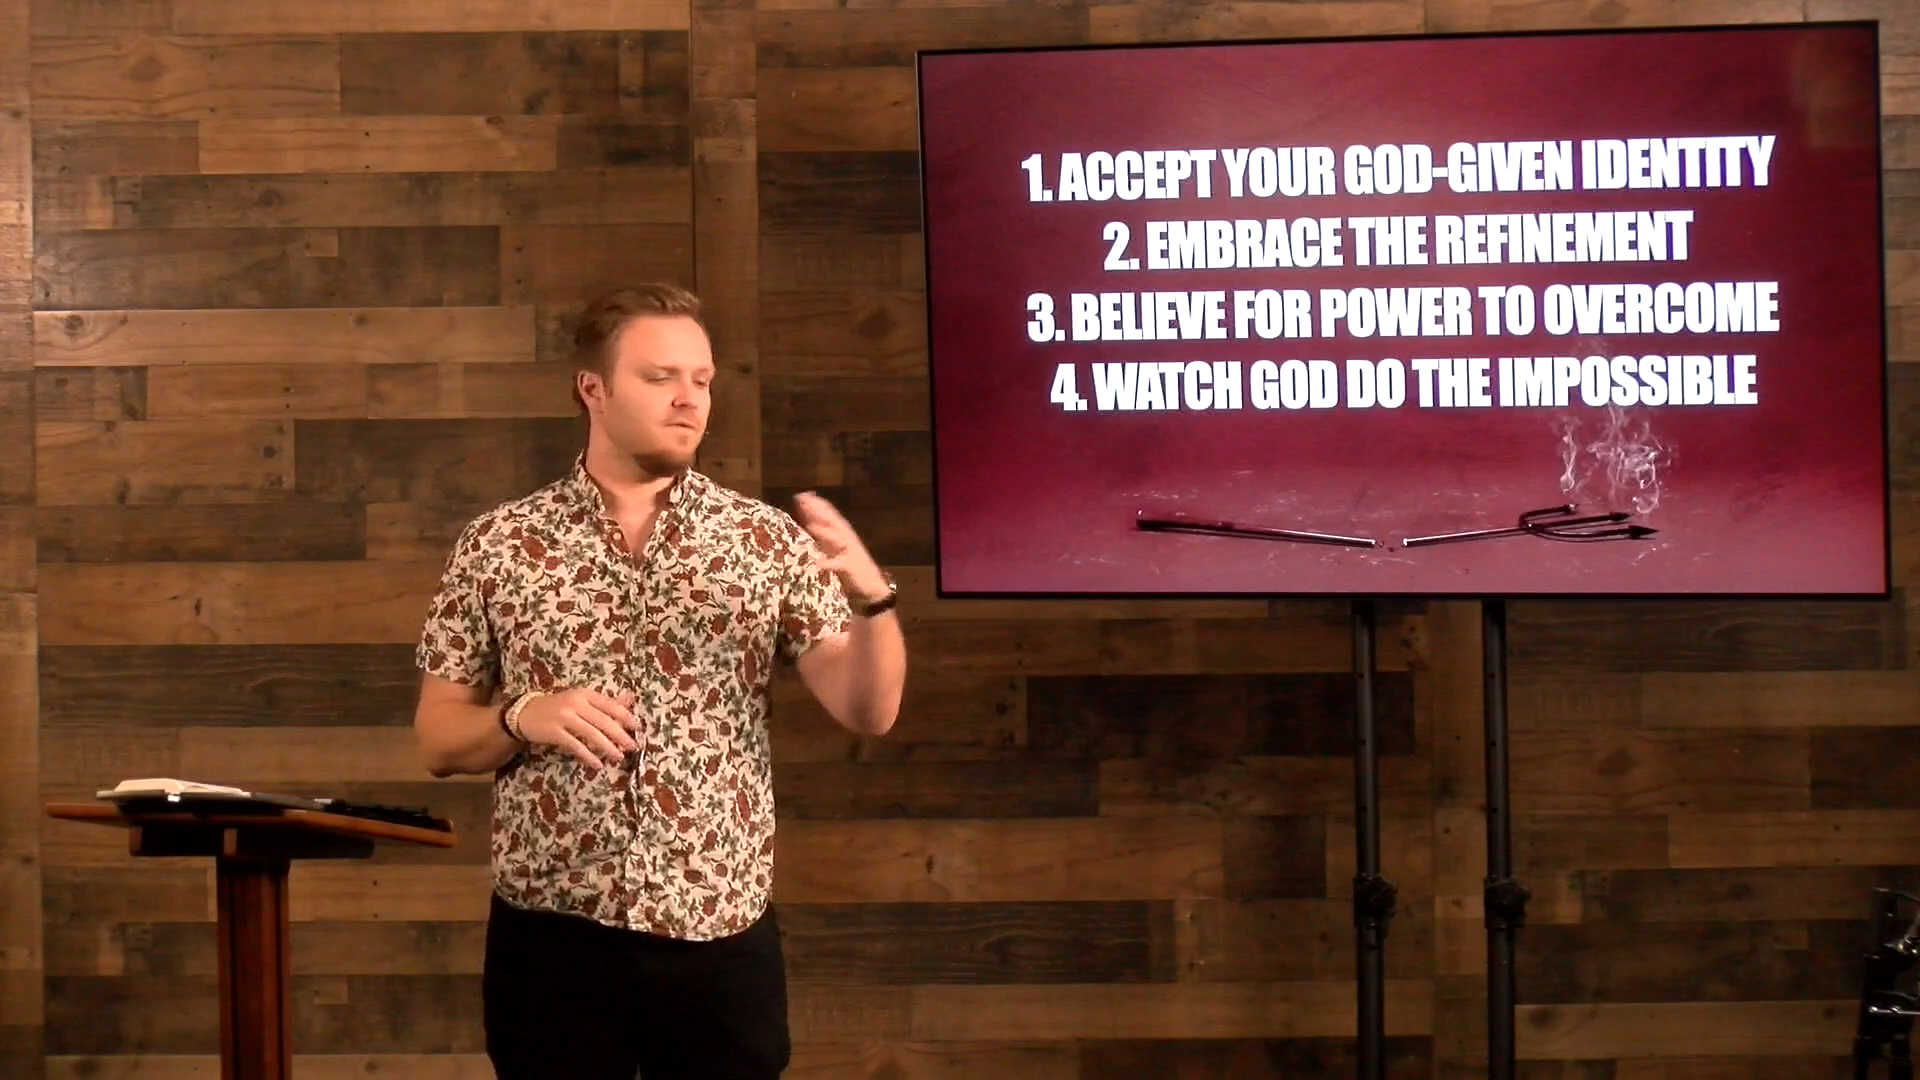 1. ACCEPT YOUR GOD-GIVEN IDENTITY
2. EMBRACE THE REFINEMENT
3. BELIEVE FOR POWER TO OVERCOME
4. WATCH GOD DO THE IMPOSSIBLE